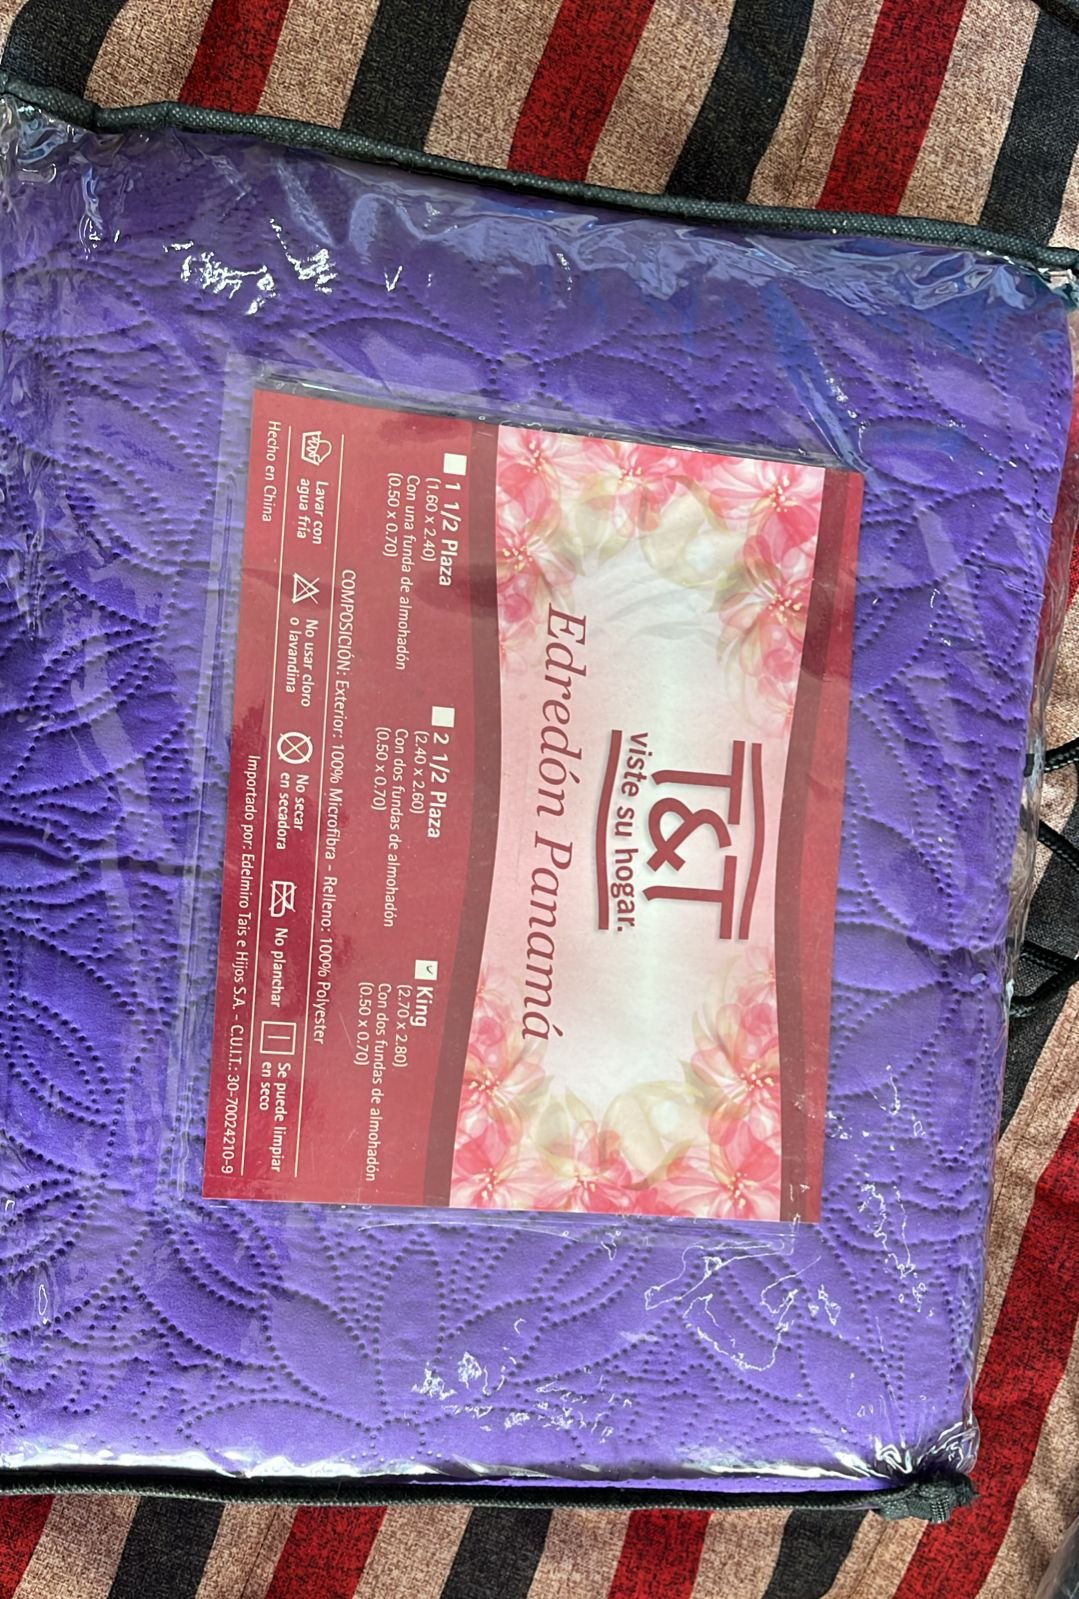 T&T
viste su hogar.
Edredón Panamá
1 1/2 Plaza
(1.60 x 2.40)
Con una funda de almohadón
(0.50 x 0.70)
2 1/2 Plaza
(2.40 x 2.60)
Con dos fundas de almohadón
(0.50 x 0.70)
King
(2.70 x 2.80)
Con dos fundas de almohadón
(0.50 x 0.70)
COMPOSICIÓN: Exterior: 100% Microfibra - Relleno: 100% Polyester
Lavar con
agua fría
No usar cloro
o lavandina
No secar
en secadora
No planchar
Se puede limpiar
en seco
Hecho en China
Importado por: Edelmiro Tais e Hijos S.A. - C.U.I.T.: 30-70024210-9